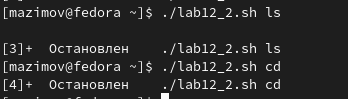 [mazimov@fedora ~]$ ./lab12_2.sh ls
[3]+  Остановлен    ./lab12_2.sh ls
[mazimov@fedora ~]$ ./lab12_2.sh cd
[4]+  Остановлен    ./lab12_2.sh cd